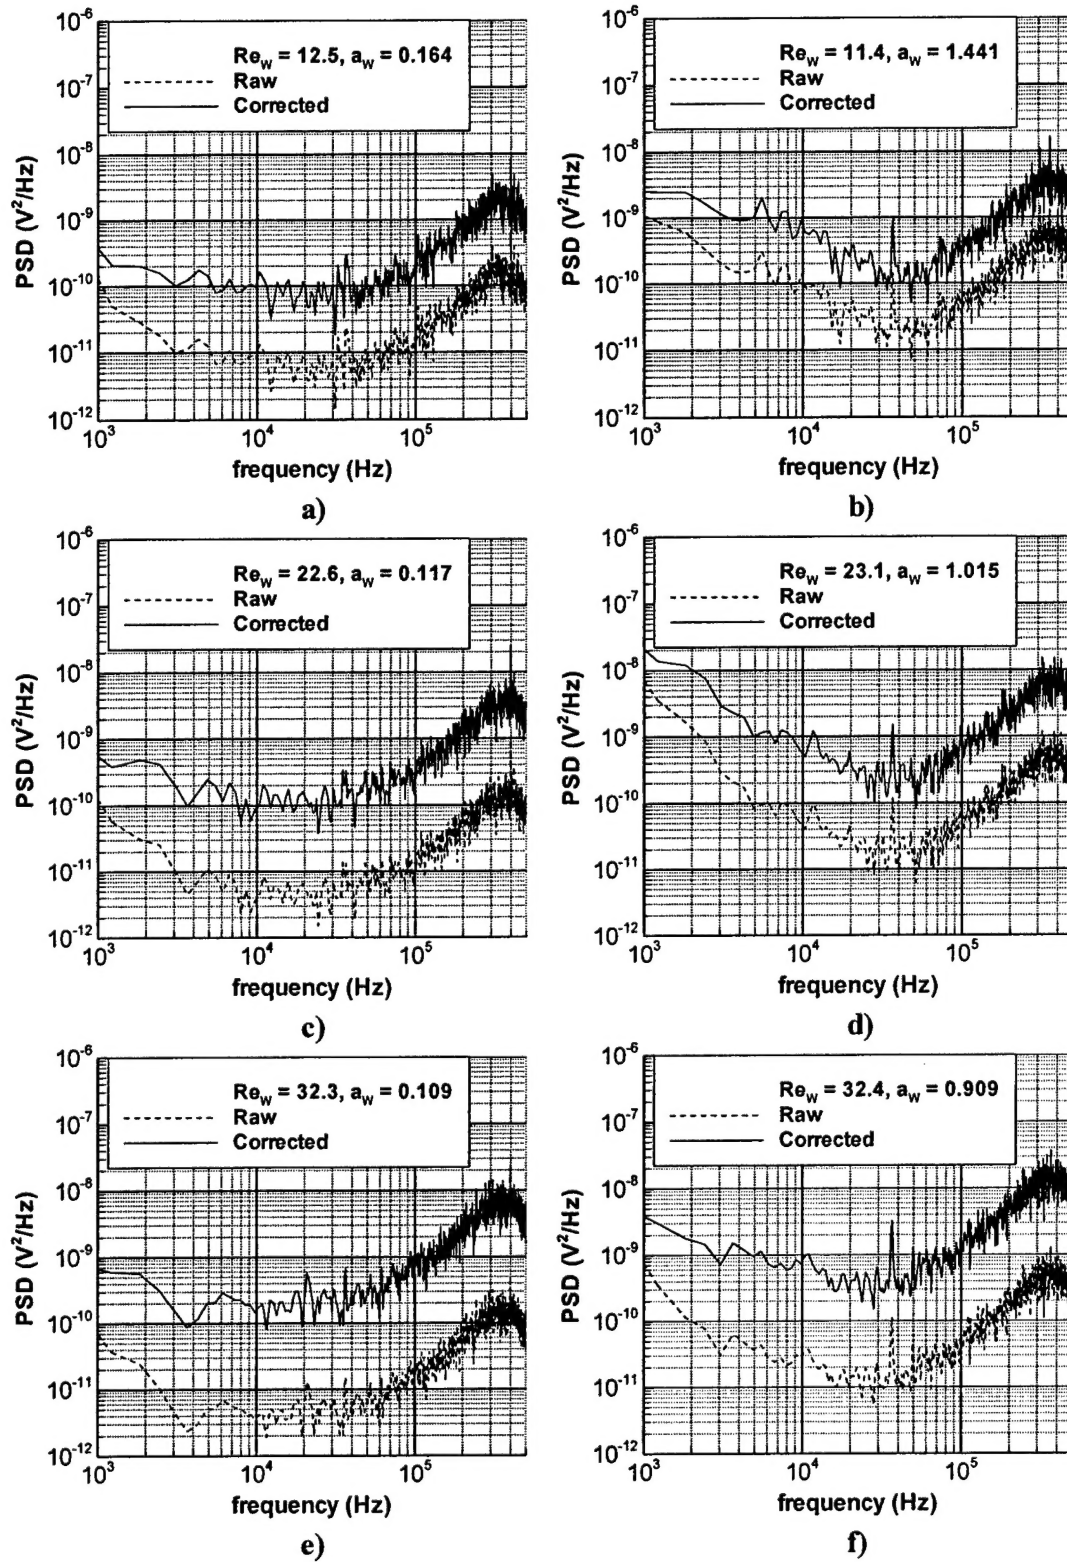 10⁻⁶
10⁻⁷
10⁻⁸
10⁻⁹
10⁻¹⁰
10⁻¹¹
10⁻¹²
PSD (V²/Hz)
Re_w = 12.5, a_w = 0.164
Raw
Corrected
10³ 10⁴ 10⁵
frequency (Hz)
a)
10⁻⁶
10⁻⁷
10⁻⁸
10⁻⁹
10⁻¹⁰
10⁻¹¹
10⁻¹²
PSD (V²/Hz)
Re_w = 11.4, a_w = 1.441
Raw
Corrected
10³ 10⁴ 10⁵
frequency (Hz)
b)
10⁻⁶
10⁻⁷
10⁻⁸
10⁻⁹
10⁻¹⁰
10⁻¹¹
10⁻¹²
PSD (V²/Hz)
Re_w = 22.6, a_w = 0.117
Raw
Corrected
10³ 10⁴ 10⁵
frequency (Hz)
c)
10⁻⁶
10⁻⁷
10⁻⁸
10⁻⁹
10⁻¹⁰
10⁻¹¹
10⁻¹²
PSD (V²/Hz)
Re_w = 23.1, a_w = 1.015
Raw
Corrected
10³ 10⁴ 10⁵
frequency (Hz)
d)
10⁻⁶
10⁻⁷
10⁻⁸
10⁻⁹
10⁻¹⁰
10⁻¹¹
10⁻¹²
PSD (V²/Hz)
Re_w = 32.3, a_w = 0.109
Raw
Corrected
10³ 10⁴ 10⁵
frequency (Hz)
e)
10⁻⁶
10⁻⁷
10⁻⁸
10⁻⁹
10⁻¹⁰
10⁻¹¹
10⁻¹²
PSD (V²/Hz)
Re_w = 32.4, a_w = 0.909
Raw
Corrected
10³ 10⁴ 10⁵
frequency (Hz)
f)